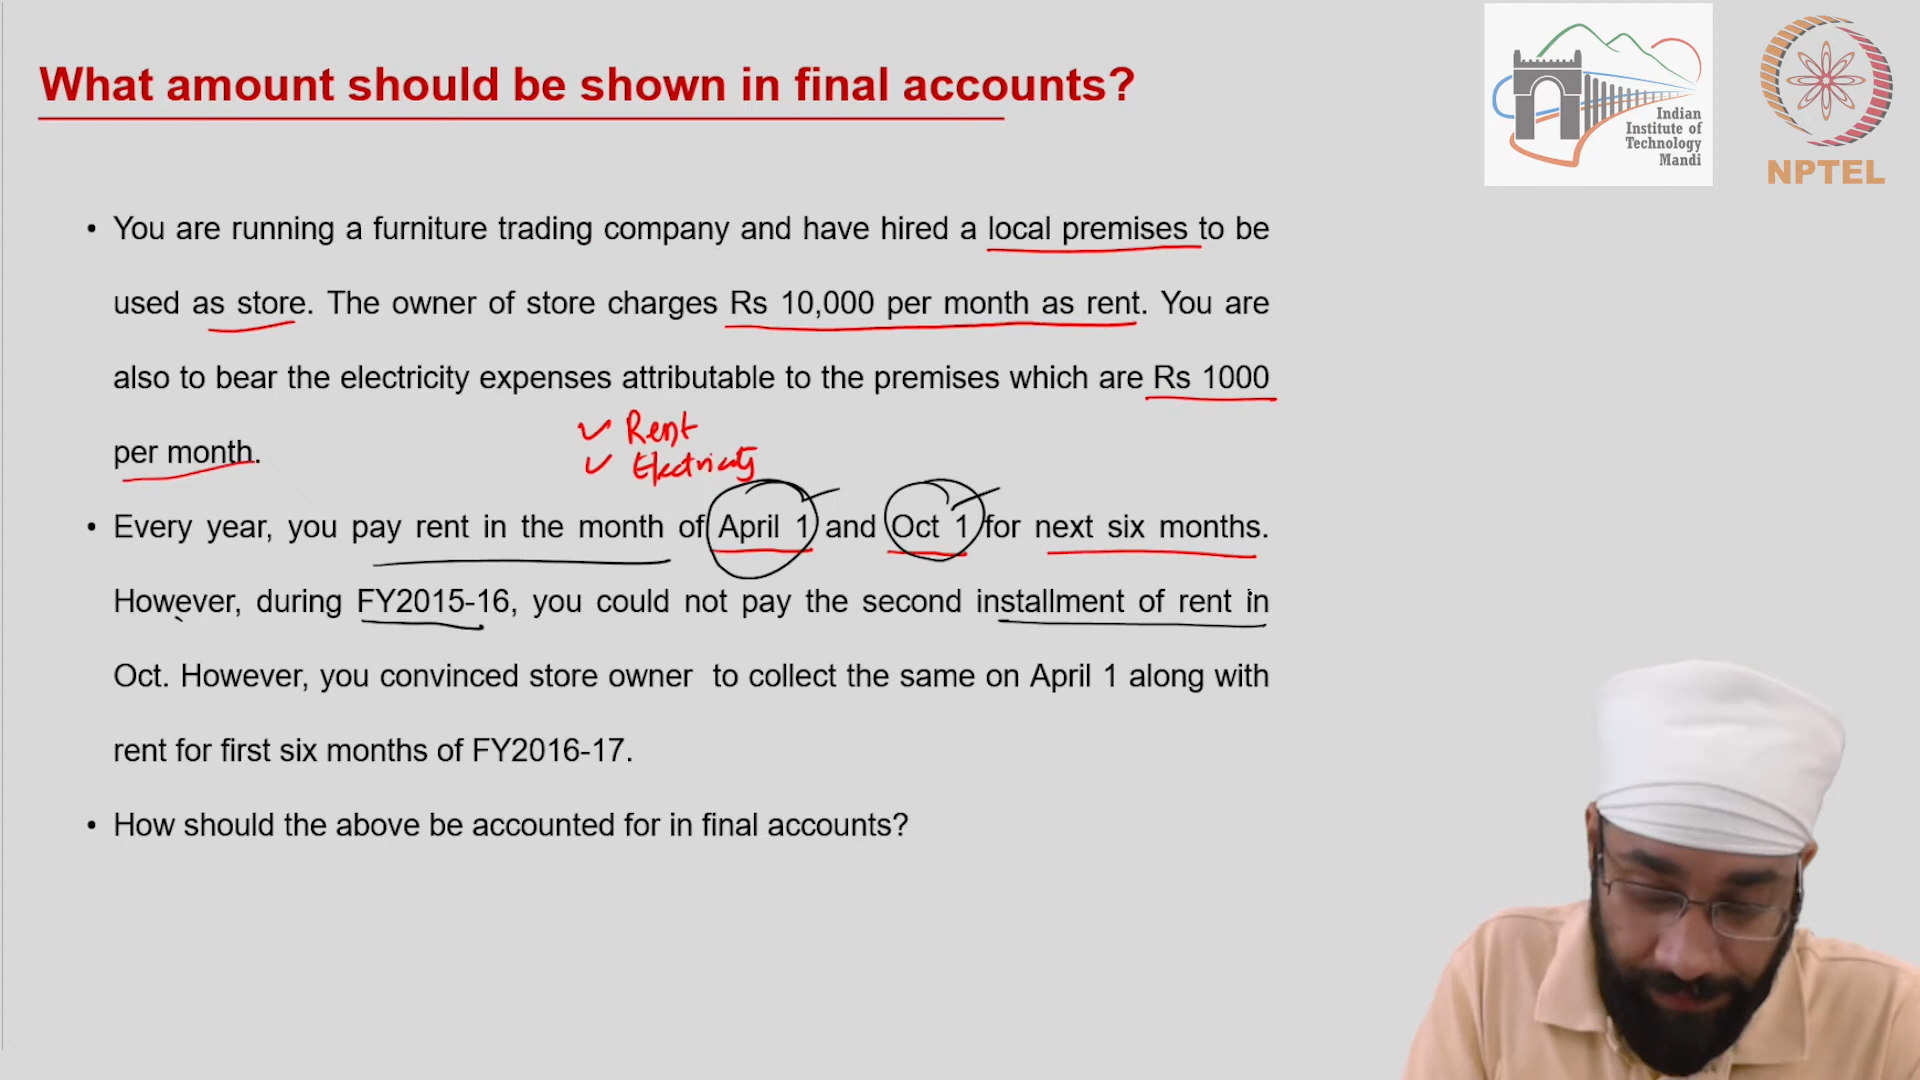 What amount should be shown in final accounts?
Indian
Institute of
Technology
Mandi
NPTEL
• You are running a furniture trading company and have hired a local premises to be
used as store. The owner of store charges Rs 10,000 per month as rent. You are
also to bear the electricity expenses attributable to the premises which are Rs 1000
per month.
✓ Rent
✓ Electricity
• Every year, you pay rent in the month of April 1 and Oct 1 for next six months.
However, during FY2015-16, you could not pay the second installment of rent in
Oct. However, you convinced store owner to collect the same on April 1 along with
rent for first six months of FY2016-17.
• How should the above be accounted for in final accounts?